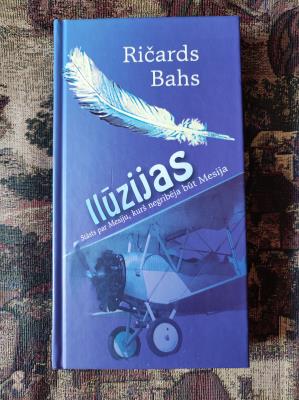 Ričards
Bahs
Ilūzijas
Stāsts par Mesiju, kurš negribēja būt Mesija